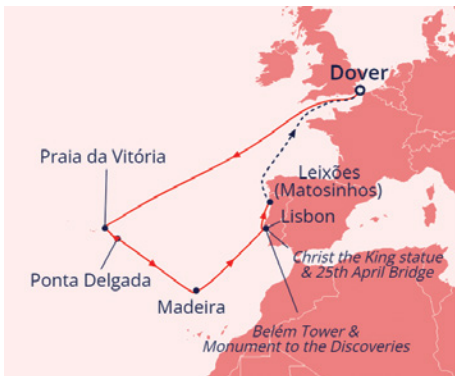 Dover
Praia da Vitória
Leixões
(Matosinhos)
Lisbon
Ponta Delgada
Christ the King statue
& 25th April Bridge
Madeira
Belém Tower &
Monument to the Discoveries